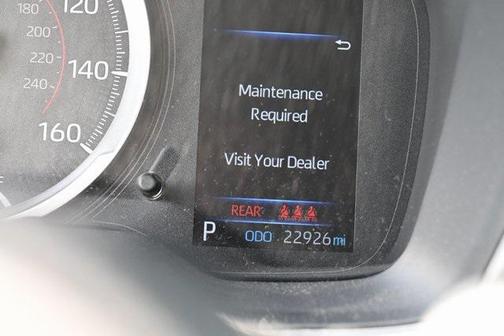 120
180
200
220
140
240
160
Maintenance
Required
Visit Your Dealer
REAR
P ODO 22926 mi